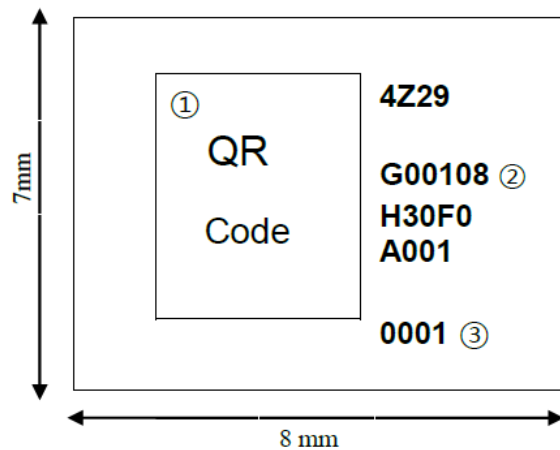 ①
QR
Code
4Z29
G00108 ②
H30F0
A001
0001 ③
7mm
8 mm